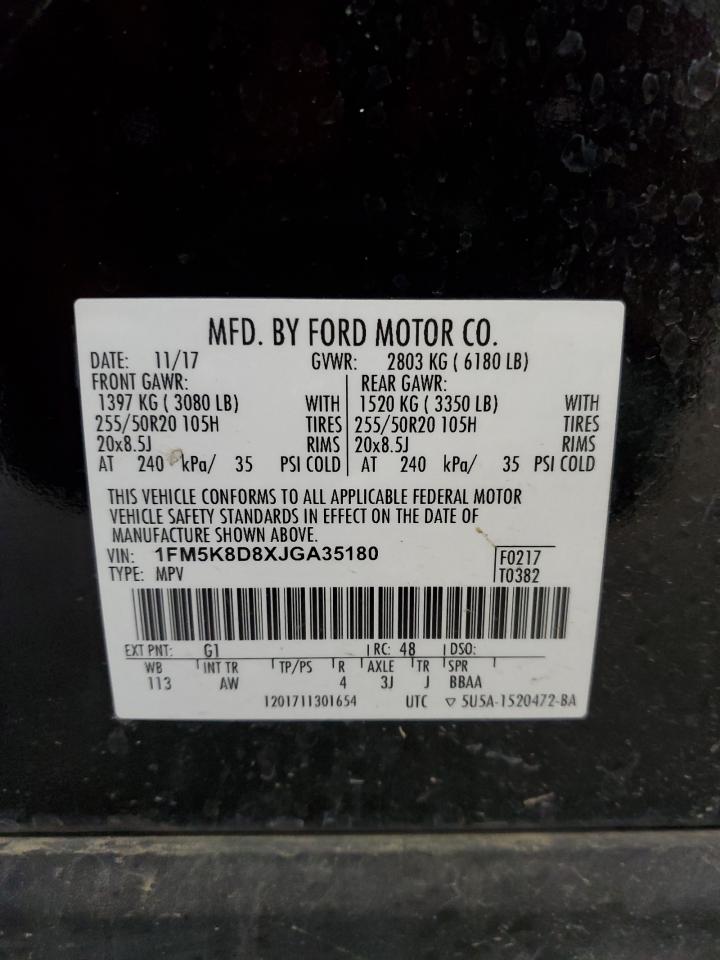 MFD. BY FORD MOTOR CO.
DATE: 11/17 GVWR: 2803 KG ( 6180 LB)
FRONT GAWR: REAR GAWR:
1397 KG ( 3080 LB) WITH 1520 KG ( 3350 LB) WITH
255/50R20 105H TIRES 255/50R20 105H TIRES
20x8.5J RIMS 20x8.5J RIMS
AT 240 kPa/ 35 PSI COLD AT 240 kPa/ 35 PSI COLD
THIS VEHICLE CONFORMS TO ALL APPLICABLE FEDERAL MOTOR
VEHICLE SAFETY STANDARDS IN EFFECT ON THE DATE OF
MANUFACTURE SHOWN ABOVE.
VIN: 1FM5K8D8XJGA35180 F0217
TYPE: MPV T0382
EXT PNT: G1 RC: 48 DSO:
WB INT TR TP/PS R AXLE TR SPR
113 AW 4 3J J BBAA
1201711301654 UTC ▽ 5U5A-1520472-BA